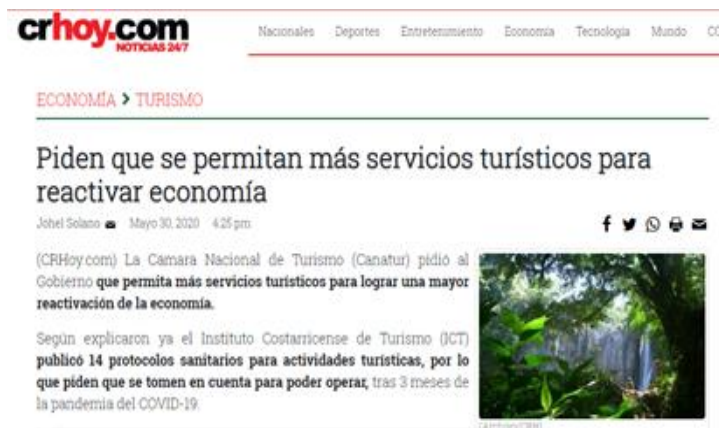 crhoy.com
NOTICIAS 24/7
Nacionales Deportes Entretenimiento Economía Tecnología Mundo
ECONOMÍA > TURISMO
Piden que se permitan más servicios turísticos para
reactivar economía
Johel Solano Mayo 30, 2020 4:25 pm
(CRHoy.com) La Cámara Nacional de Turismo (Canatur) pidió al
Gobierno que permita más servicios turísticos para lograr una mayor
reactivación de la economía.
Según explicaron ya el Instituto Costarricense de Turismo (ICT)
publicó 14 protocolos sanitarios para actividades turísticas, por lo
que piden que se tomen en cuenta para poder operar, tras 3 meses de
la pandemia del COVID-19.